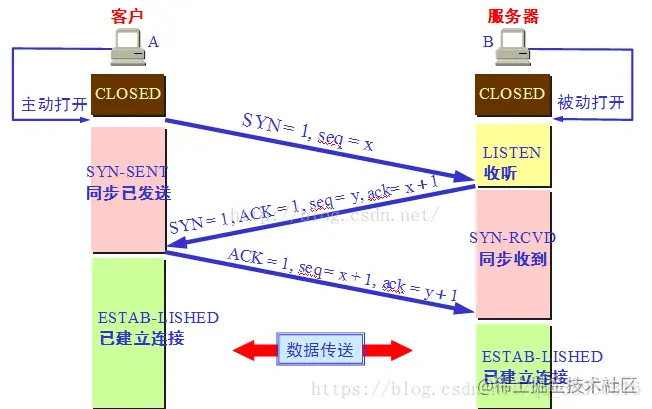 客户
服务器
A
B
CLOSED
CLOSED
主动打开
被动打开
SYN = 1, seq = x
LISTEN
收听
SYN-SENT
同步已发送
SYN = 1, ACK = 1, seq = y, ack= x + 1
http://blog.csdn.net/
SYN-RCVD
同步收到
ACK = 1, seq = x + 1, ack = y + 1
ESTAB-LISHED
已建立连接
数据传送
ESTAB-LISHED
已建立连接
@稀土掘金技术社区